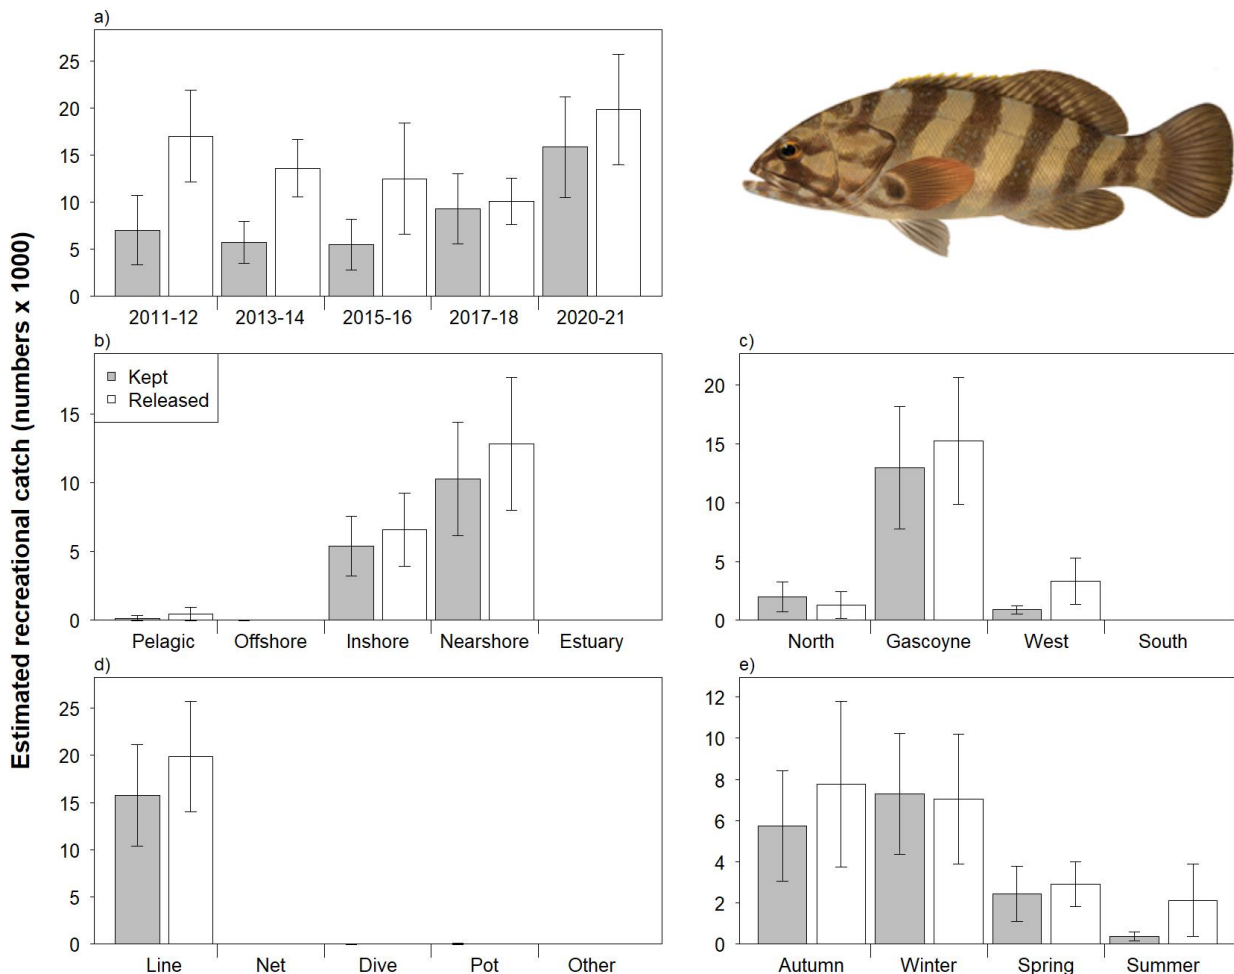 Estimated recreational catch (numbers x 1000)
a)
25
20
15
10
5
0
2011-12 2013-14 2015-16 2017-18 2020-21
b)
Kept
Released
15
10
5
0
Pelagic Offshore Inshore Nearshore Estuary
c)
20
15
10
5
0
North Gascoyne West South
d)
25
20
15
10
5
0
Line Net Dive Pot Other
e)
12
10
8
6
4
2
0
Autumn Winter Spring Summer